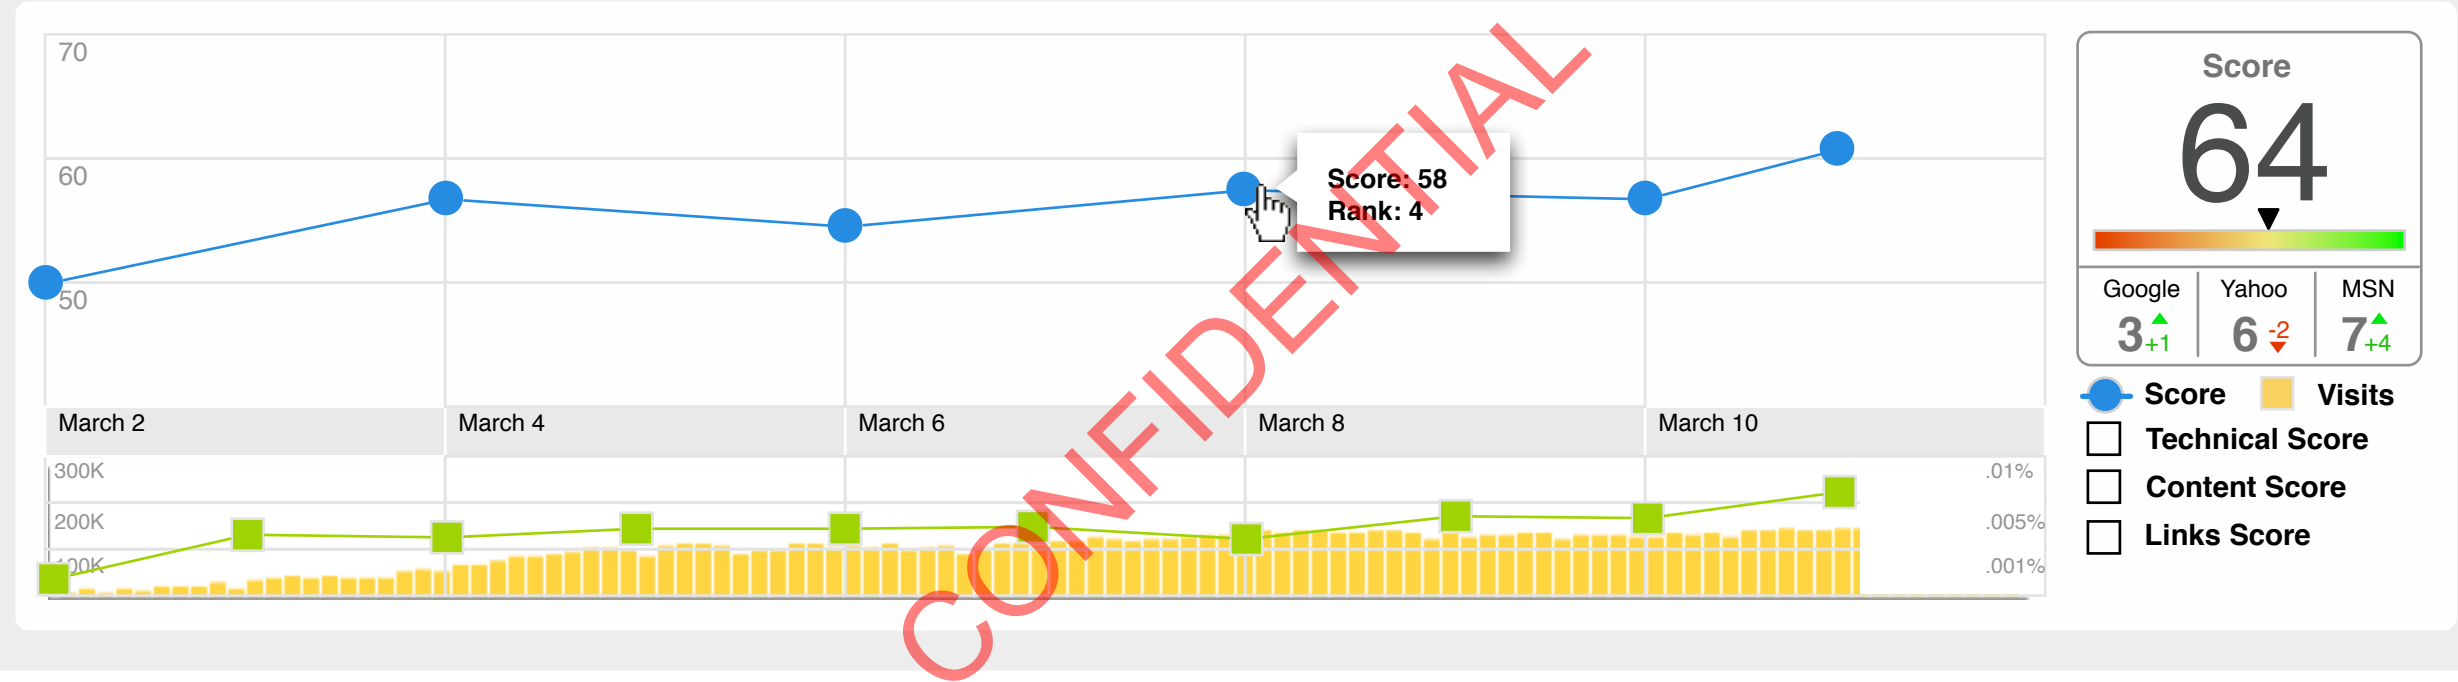 70
60
50
Score: 58
Rank: 4
March 2
March 4
March 6
March 8
March 10
300K
200K
100K
.01%
.005%
.001%
CONFIDENTIAL
Score
64
Google
Yahoo
MSN
3 +1
6 -2
7 +4
Score
Visits
Technical Score
Content Score
Links Score